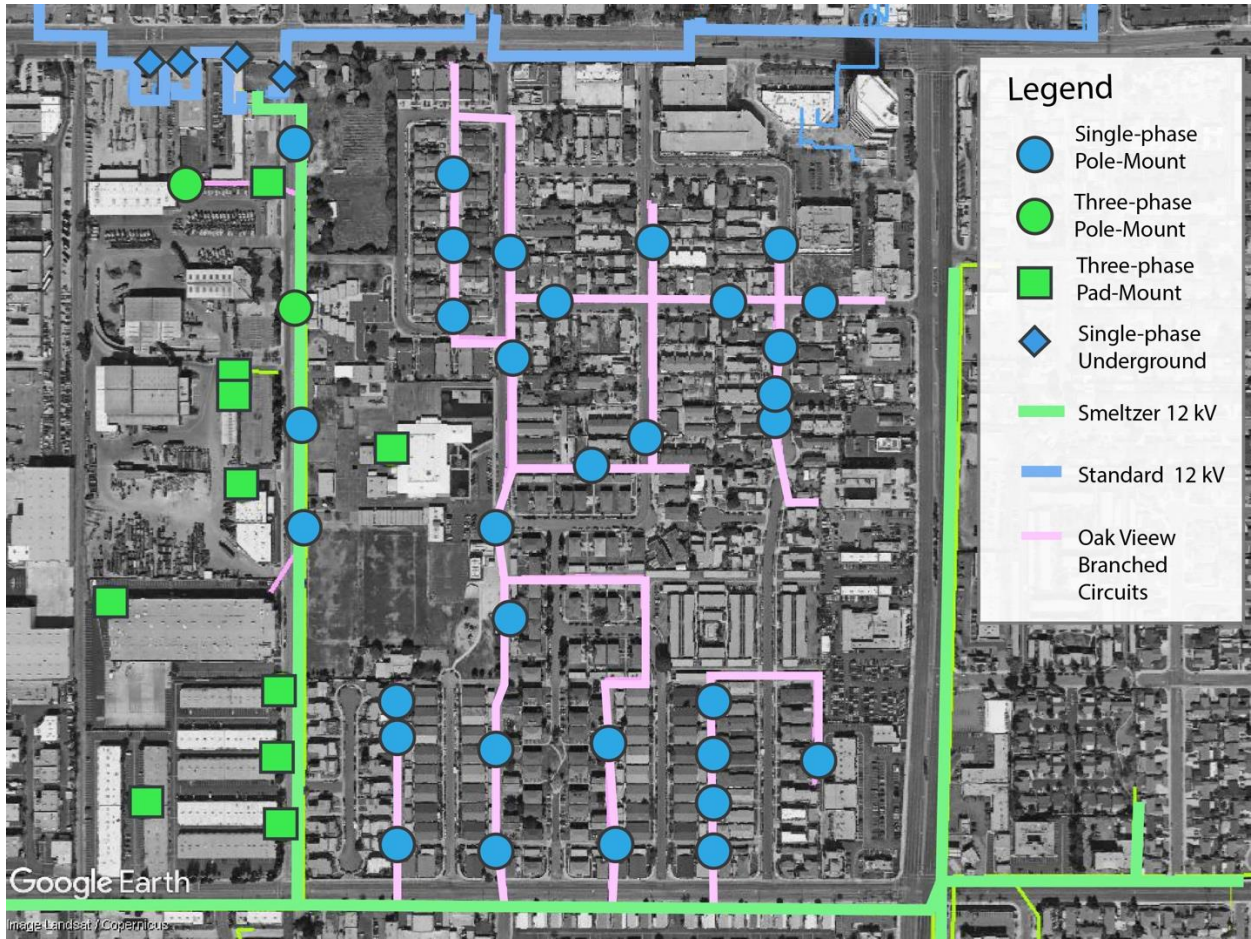 Legend
Single-phase
Pole-Mount
Three-phase
Pole-Mount
Three-phase
Pad-Mount
Single-phase
Underground
Smeltzer 12 kV
Standard 12 kV
Oak Vieew
Branched
Circuits
Google Earth
Image Landsat / Copernicus